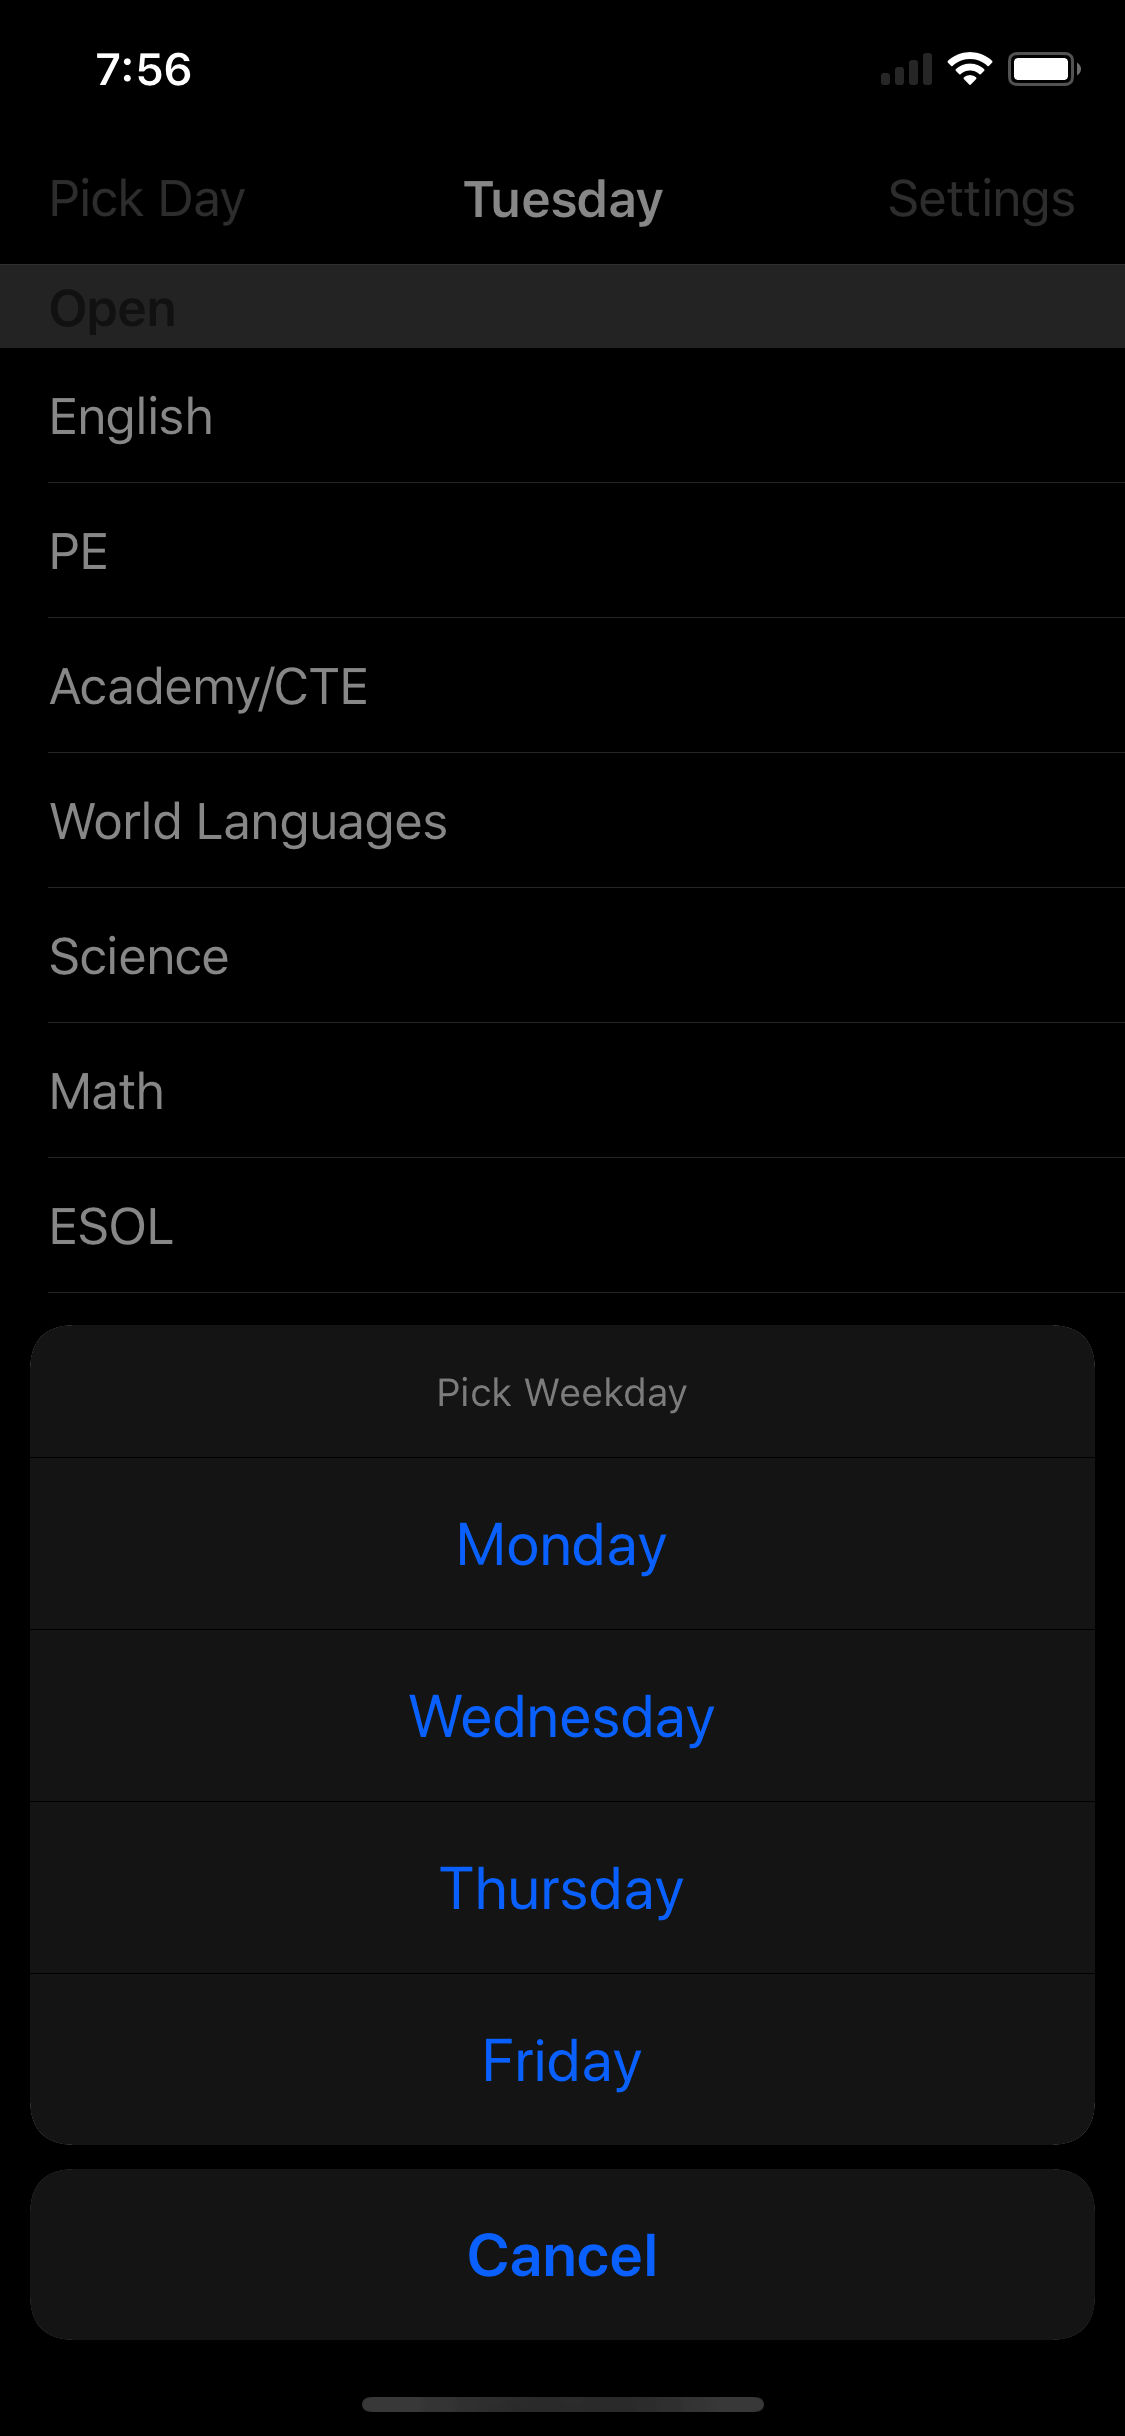 7:56
Pick Day Tuesday Settings
Open
English
PE
Academy/CTE
World Languages
Science
Math
ESOL
Pick Weekday
Monday
Wednesday
Thursday
Friday
Cancel